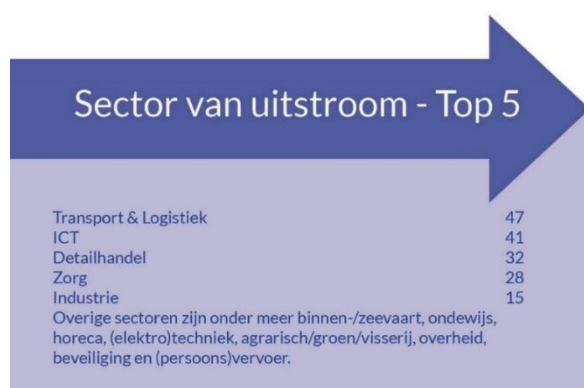 Sector van uitstroom - Top 5
Transport & Logistiek 47
ICT 41
Detailhandel 32
Zorg 28
Industrie 15
Overige sectoren zijn onder meer binnen-/zeevaart, ondewijs,
horeca, (elektro)techniek, agrarisch/groen/visserij, overheid,
beveiliging en (persoons)vervoer.